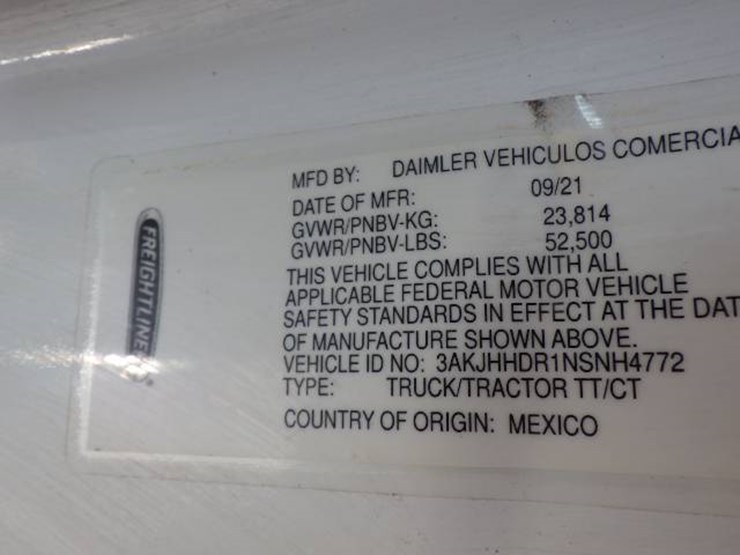 FREIGHTLINER
MFD BY: DAIMLER VEHICULOS COMERCIA
DATE OF MFR: 09/21
GVWR/PNBV-KG: 23,814
GVWR/PNBV-LBS: 52,500
THIS VEHICLE COMPLIES WITH ALL
APPLICABLE FEDERAL MOTOR VEHICLE
SAFETY STANDARDS IN EFFECT AT THE DAT
OF MANUFACTURE SHOWN ABOVE.
VEHICLE ID NO: 3AKJHHDR1NSNH4772
TYPE: TRUCK/TRACTOR TT/CT
COUNTRY OF ORIGIN: MEXICO